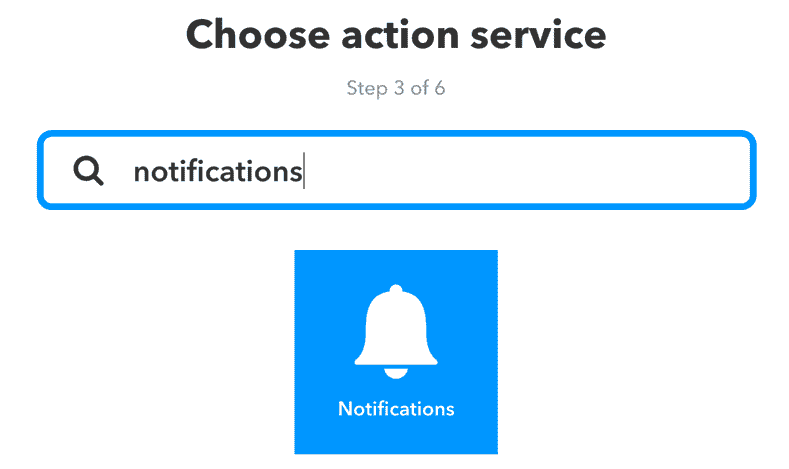 Choose action service
Step 3 of 6
notifications
Notifications